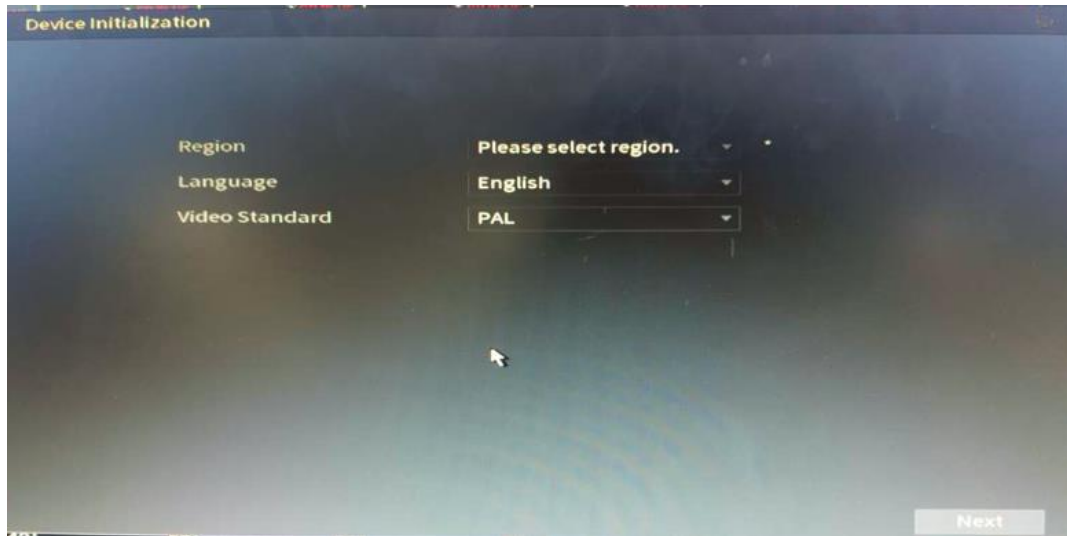 Device Initialization
Region Please select region.
Language English
Video Standard PAL
Next